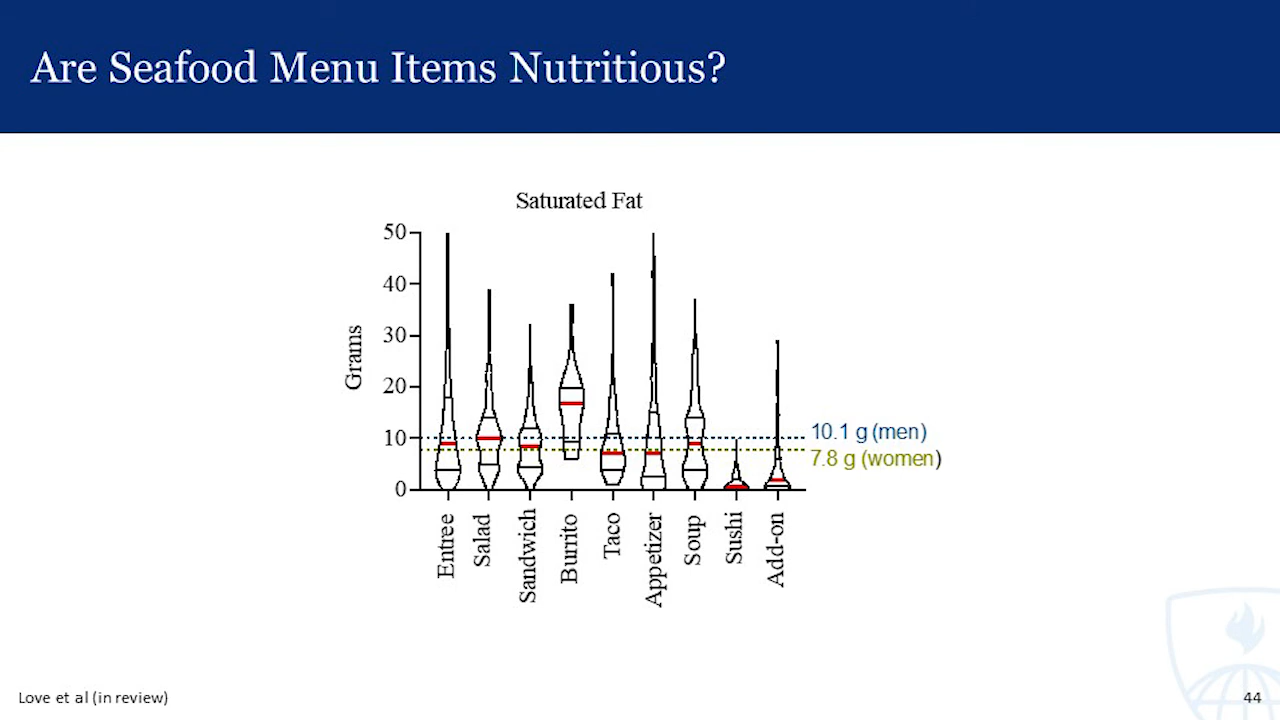 Are Seafood Menu Items Nutritious?
Saturated Fat
Grams
50
40
30
20
10
0
10.1 g (men)
7.8 g (women)
Entree
Salad
Sandwich
Burrito
Taco
Appetizer
Soup
Sushi
Add-on
Love et al (in review)
44